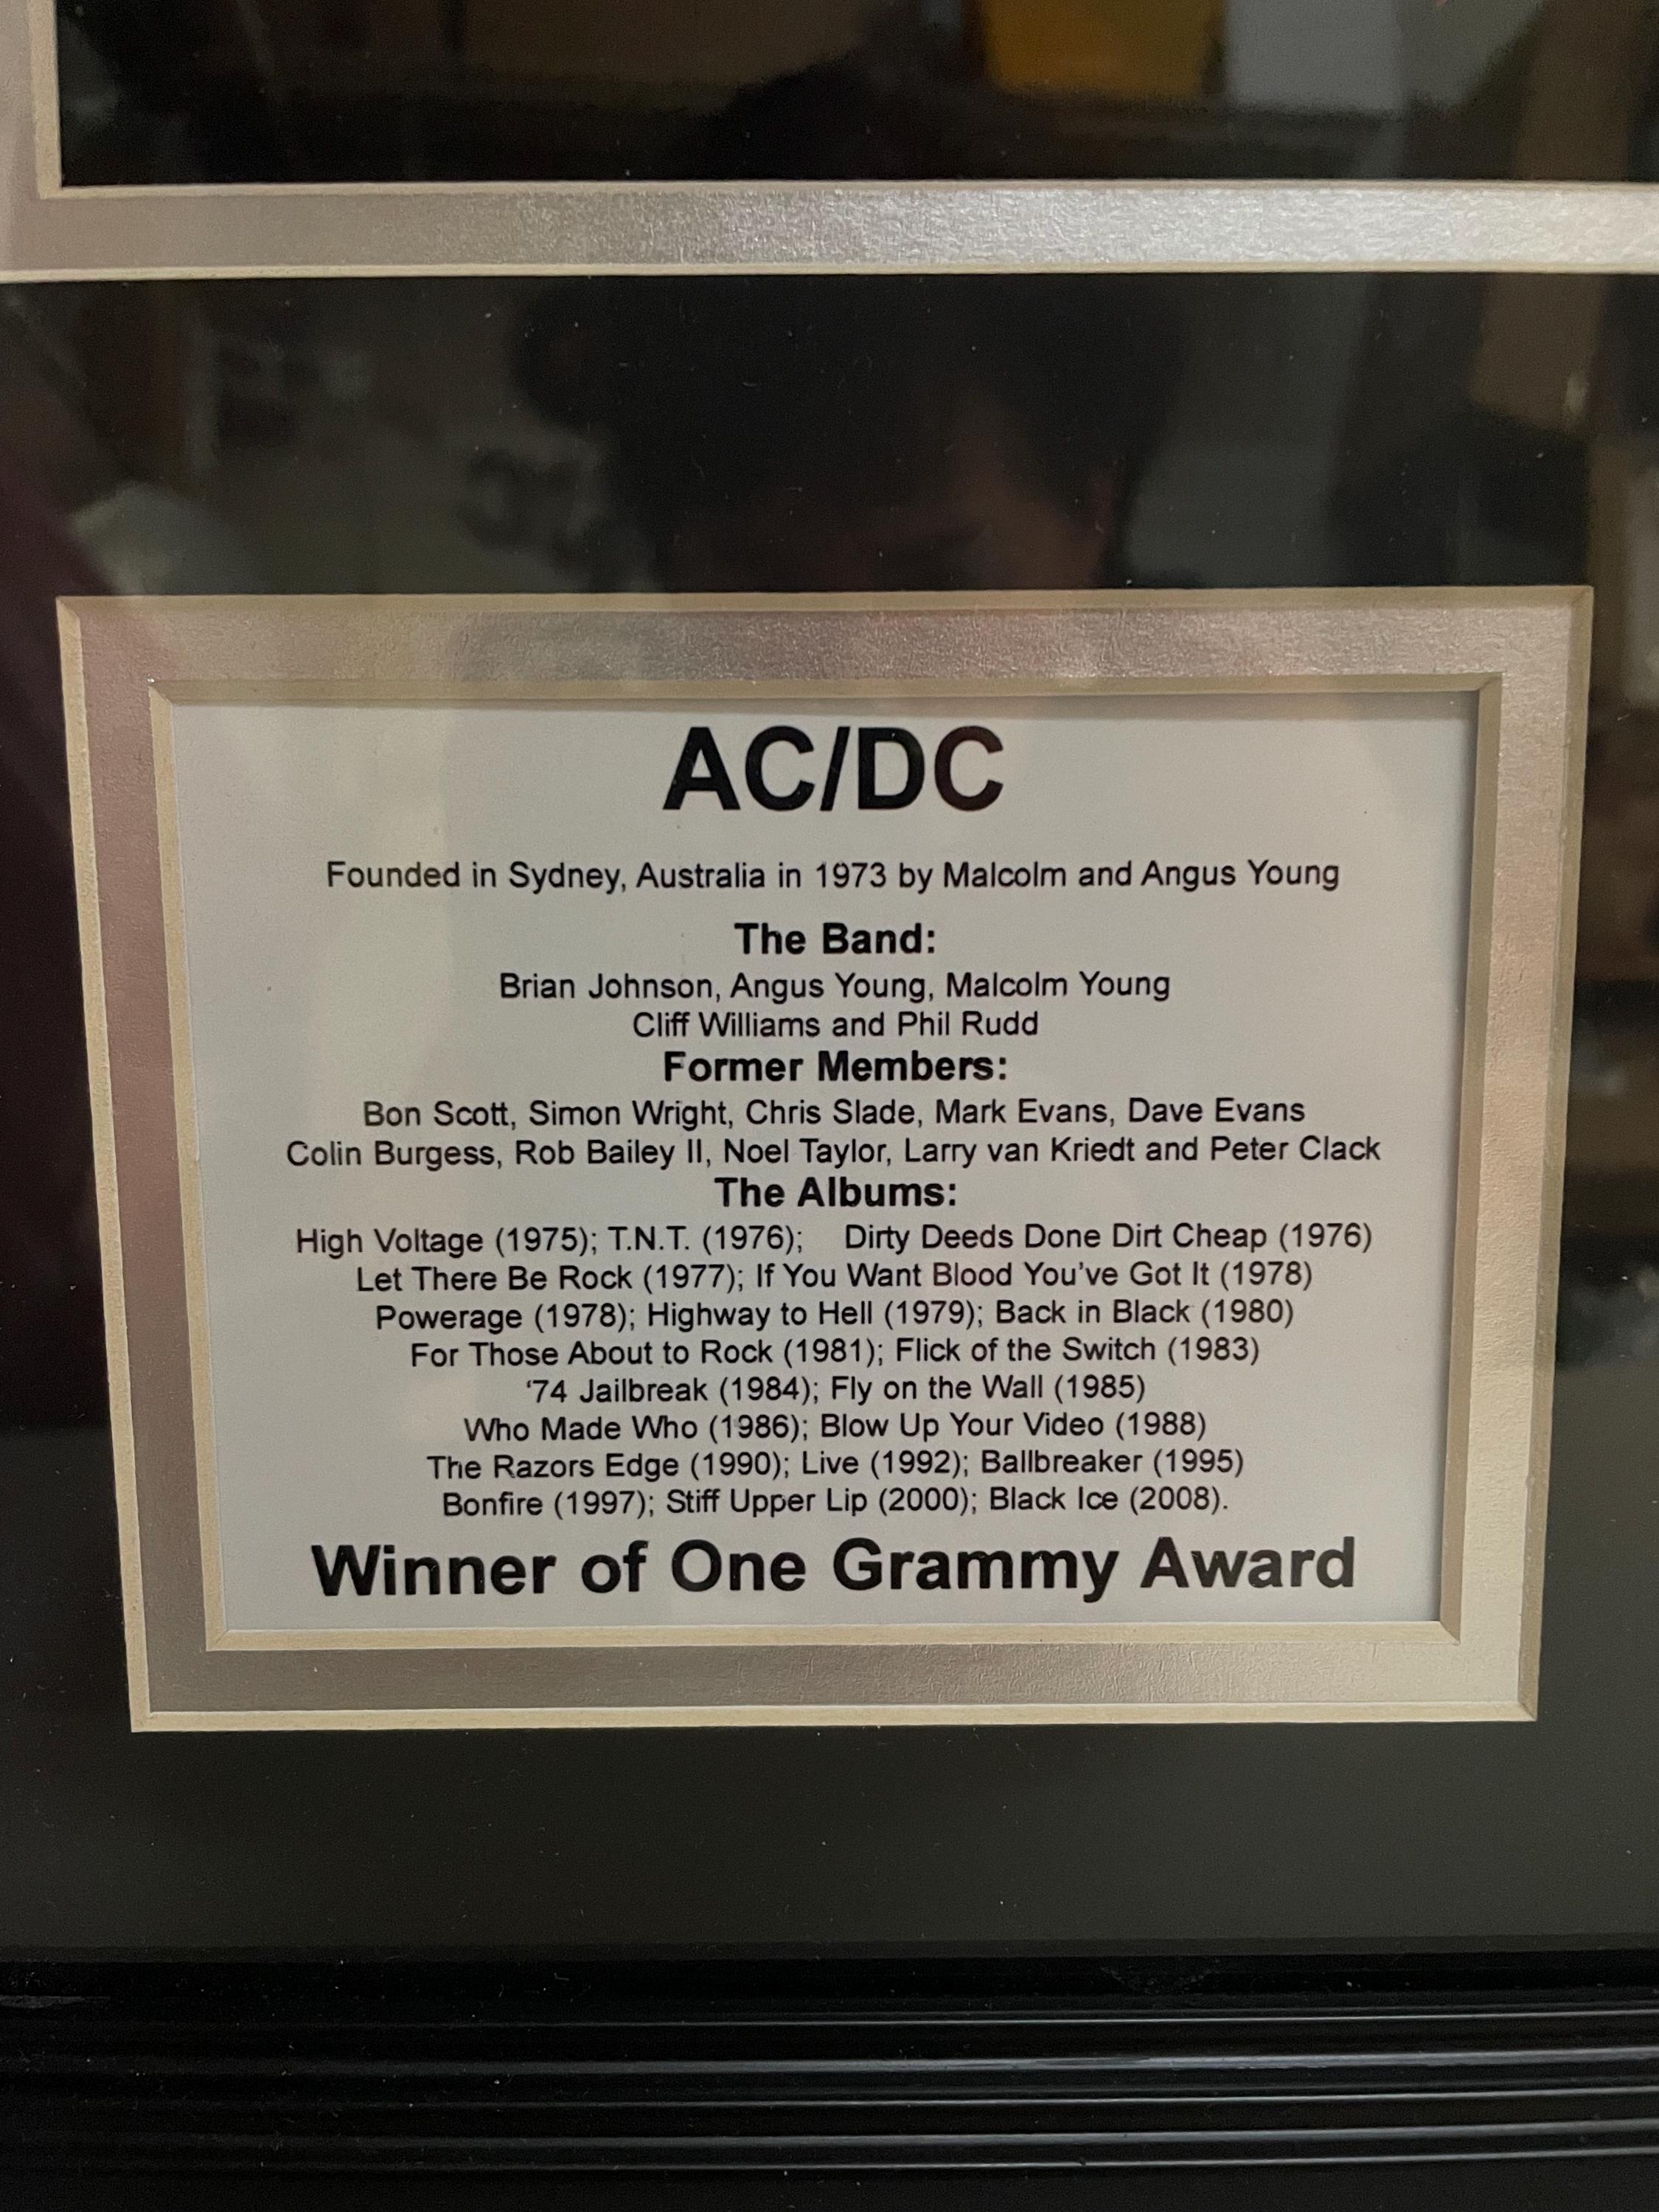 AC/DC
Founded in Sydney, Australia in 1973 by Malcolm and Angus Young
The Band:
Brian Johnson, Angus Young, Malcolm Young
Cliff Williams and Phil Rudd
Former Members:
Bon Scott, Simon Wright, Chris Slade, Mark Evans, Dave Evans
Colin Burgess, Rob Bailey II, Noel Taylor, Larry van Kriedt and Peter Clack
The Albums:
High Voltage (1975); T.N.T. (1976); Dirty Deeds Done Dirt Cheap (1976)
Let There Be Rock (1977); If You Want Blood You've Got It (1978)
Powerage (1978); Highway to Hell (1979); Back in Black (1980)
For Those About to Rock (1981); Flick of the Switch (1983)
‘74 Jailbreak (1984); Fly on the Wall (1985)
Who Made Who (1986); Blow Up Your Video (1988)
The Razors Edge (1990); Live (1992); Ballbreaker (1995)
Bonfire (1997); Stiff Upper Lip (2000); Black Ice (2008).
Winner of One Grammy Award